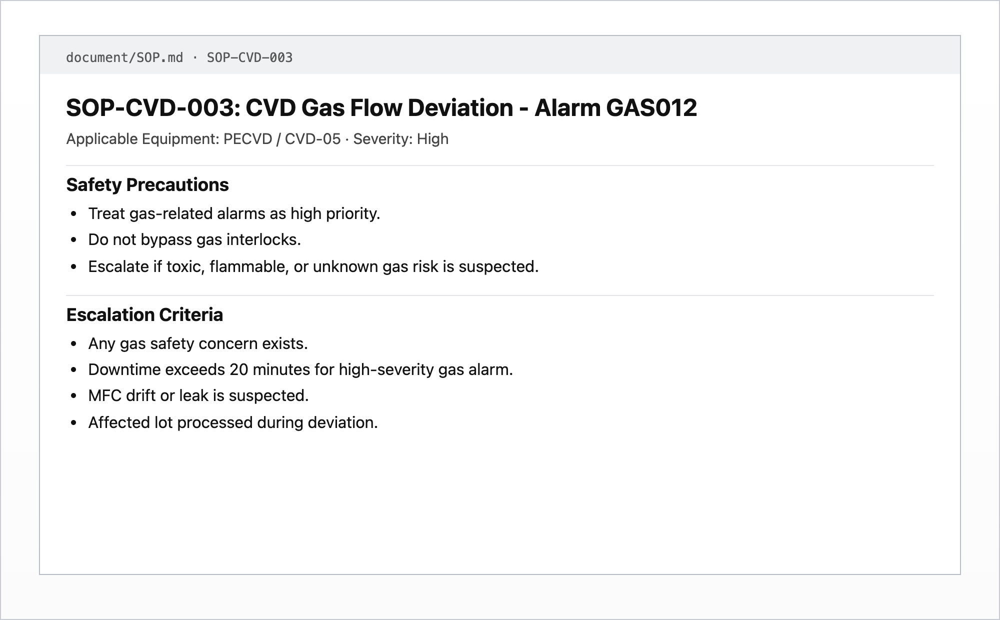 document/SOP.md · SOP-CVD-003
SOP-CVD-003: CVD Gas Flow Deviation - Alarm GAS012
Applicable Equipment: PECVD / CVD-05 · Severity: High
Safety Precautions
• Treat gas-related alarms as high priority.
• Do not bypass gas interlocks.
• Escalate if toxic, flammable, or unknown gas risk is suspected.
Escalation Criteria
• Any gas safety concern exists.
• Downtime exceeds 20 minutes for high-severity gas alarm.
• MFC drift or leak is suspected.
• Affected lot processed during deviation.